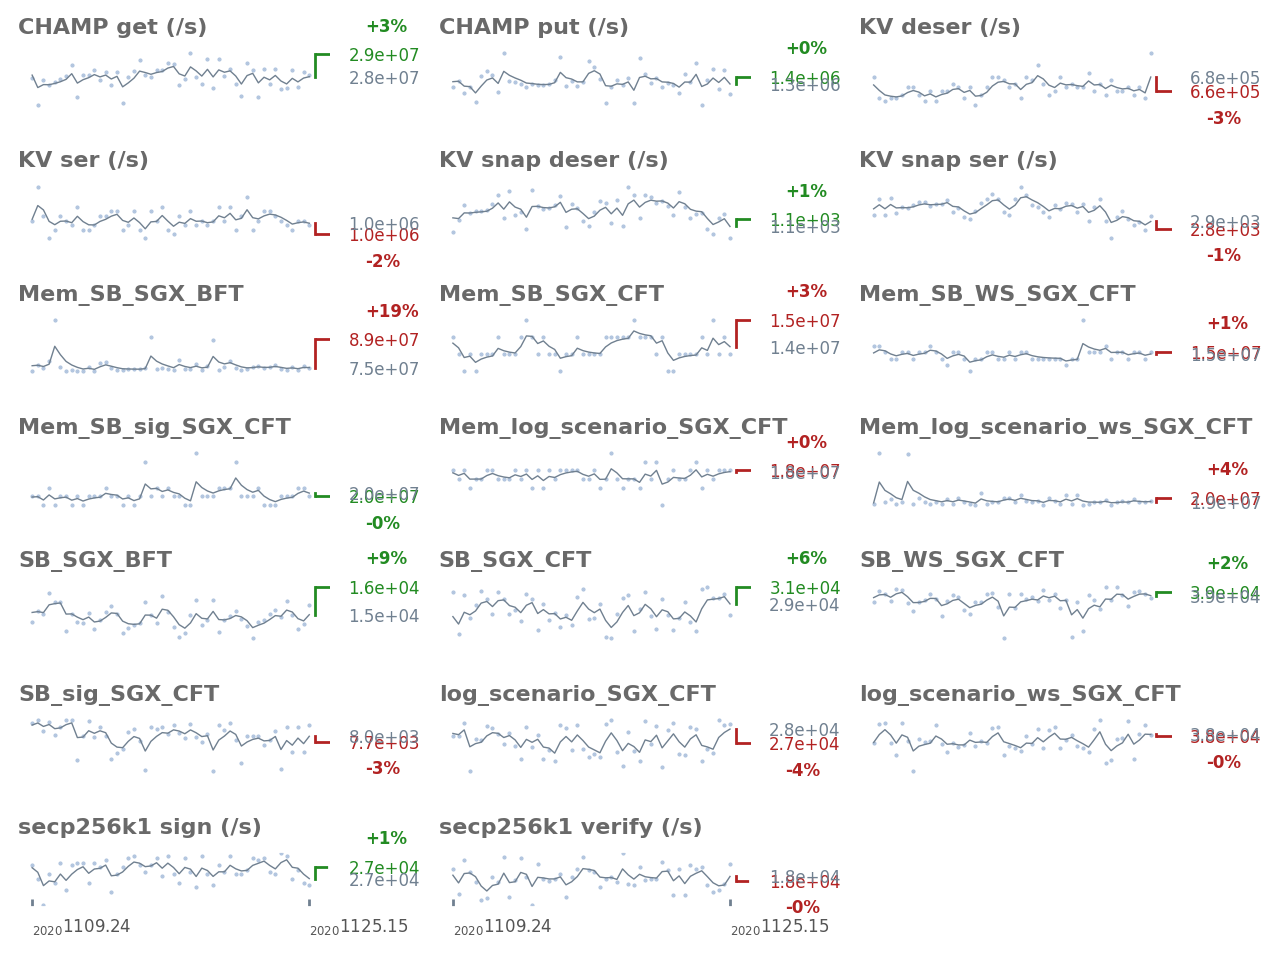 CHAMP get (/s)
+3%
2.9e+07
2.8e+07
CHAMP put (/s)
+0%
1.4e+06
1.3e+06
KV deser (/s)
6.8e+05
6.6e+05
-3%
KV ser (/s)
1.0e+06
1.0e+06
-2%
KV snap deser (/s)
+1%
1.1e+03
1.1e+03
KV snap ser (/s)
2.9e+03
2.8e+03
-1%
Mem_SB_SGX_BFT
+19%
8.9e+07
7.5e+07
Mem_SB_SGX_CFT
+3%
1.5e+07
1.4e+07
Mem_SB_WS_SGX_CFT
+1%
1.5e+07
1.5e+07
Mem_SB_sig_SGX_CFT
2.0e+07
2.0e+07
-0%
Mem_log_scenario_SGX_CFT
+0%
1.8e+07
1.8e+07
Mem_log_scenario_ws_SGX_CFT
+4%
2.0e+07
1.9e+07
SB_SGX_BFT
+9%
1.6e+04
1.5e+04
SB_SGX_CFT
+6%
3.1e+04
2.9e+04
SB_WS_SGX_CFT
+2%
3.9e+04
3.9e+04
SB_sig_SGX_CFT
8.0e+03
7.7e+03
-3%
log_scenario_SGX_CFT
2.8e+04
2.7e+04
-4%
log_scenario_ws_SGX_CFT
3.8e+04
3.8e+04
-0%
secp256k1 sign (/s)
+1%
2.7e+04
2.7e+04
secp256k1 verify (/s)
1.8e+04
1.8e+04
-0%
2020 1109.24
2020 1125.15
2020 1109.24
2020 1125.15